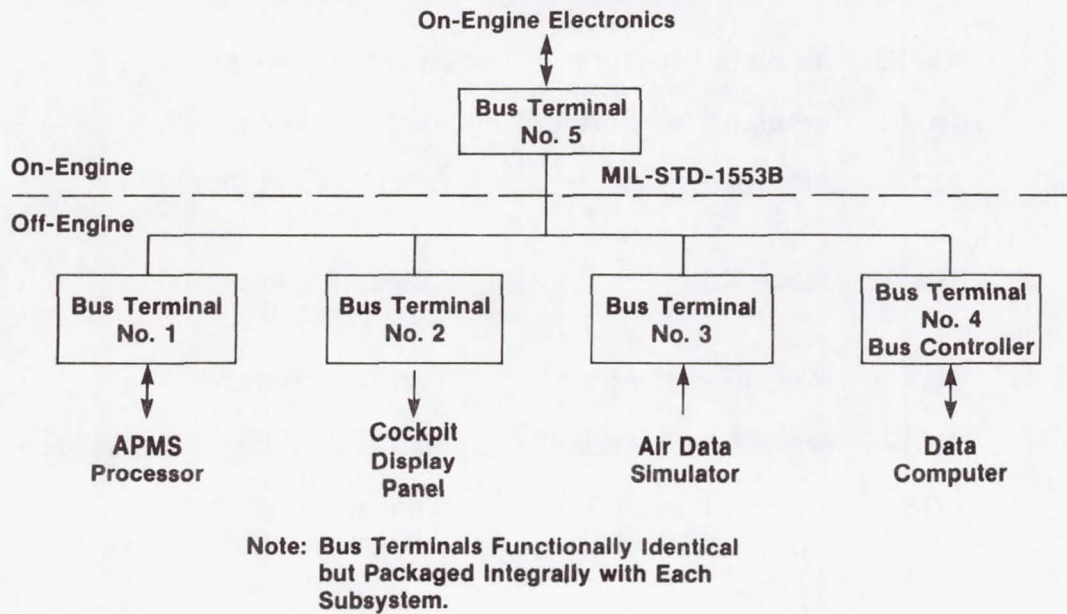 On-Engine Electronics
Bus Terminal
No. 5
On-Engine
MIL-STD-1553B
Off-Engine
Bus Terminal
No. 1
Bus Terminal
No. 2
Bus Terminal
No. 3
Bus Terminal
No. 4
Bus Controller
APMS
Processor
Cockpit
Display
Panel
Air Data
Simulator
Data
Computer
Note: Bus Terminals Functionally Identical
but Packaged Integrally with Each
Subsystem.